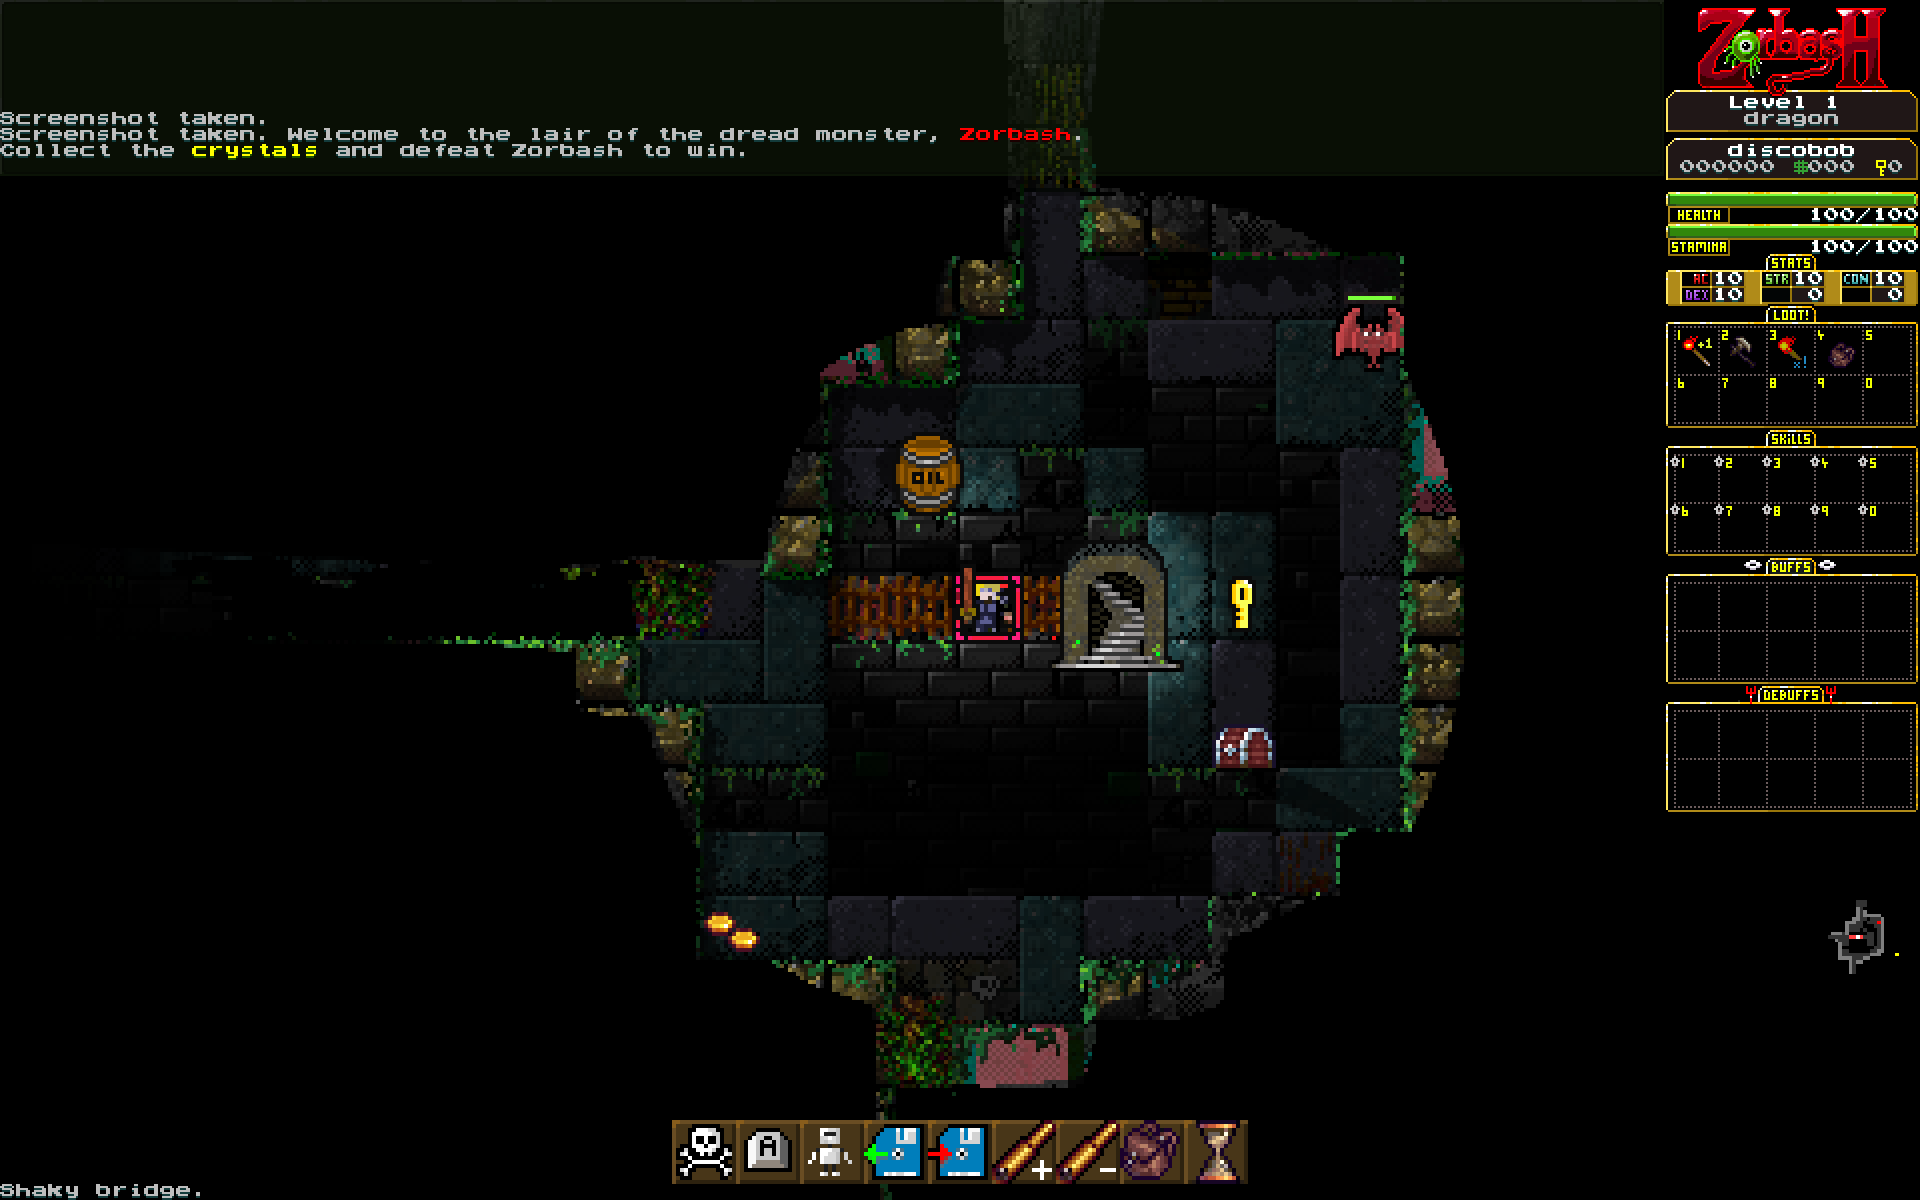 Screenshot taken.
Screenshot taken. Welcome to the lair of the dread monster, Zorbash.
Collect the crystals and defeat Zorbash to win.
ZorbasH
Level 1
dragon
discobob
000000 #000 0
HEALTH 100/100
STAMINA 100/100
STATS
AC 10 STR 10 CON 10
DEX 10 0 0
LOOT!
1 +1 2 3 x1 4 5
6 7 8 9 0
SKILLS
1 2 3 4 5
6 7 8 9 0
BUFFS
DEBUFFS
OIL
A
+ -
Shaky bridge.